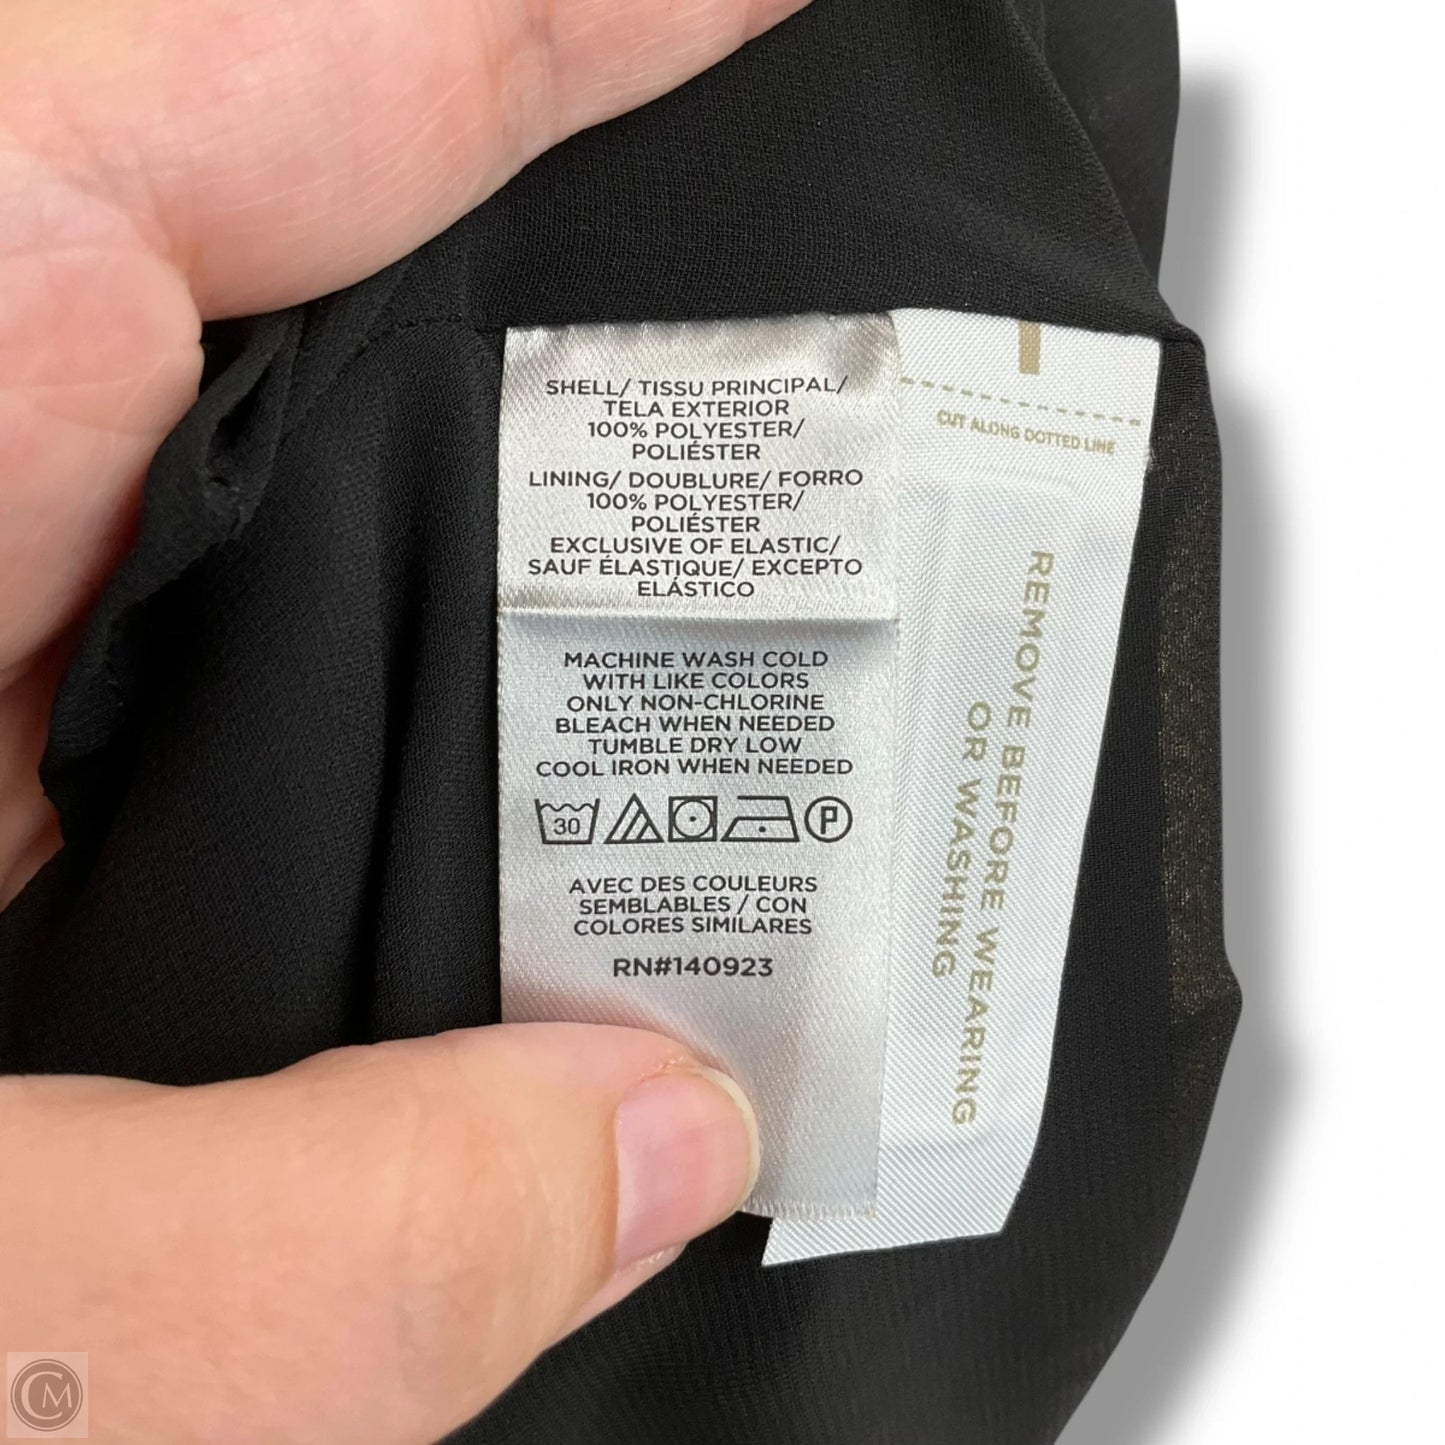 SHELL/ TISSU PRINCIPAL/
TELA EXTERIOR
100% POLYESTER/
POLIÉSTER
LINING/ DOUBLURE/ FORRO
100% POLYESTER/
POLIÉSTER
EXCLUSIVE OF ELASTIC/
SAUF ÉLASTIQUE/ EXCEPTO
ELÁSTICO
MACHINE WASH COLD
WITH LIKE COLORS
ONLY NON-CHLORINE
BLEACH WHEN NEEDED
TUMBLE DRY LOW
COOL IRON WHEN NEEDED
30 P
AVEC DES COULEURS
SEMBLABLES / CON
COLORES SIMILARES
RN#140923
CUT ALONG DOTTED LINE
REMOVE BEFORE WEARING
OR WASHING
CM